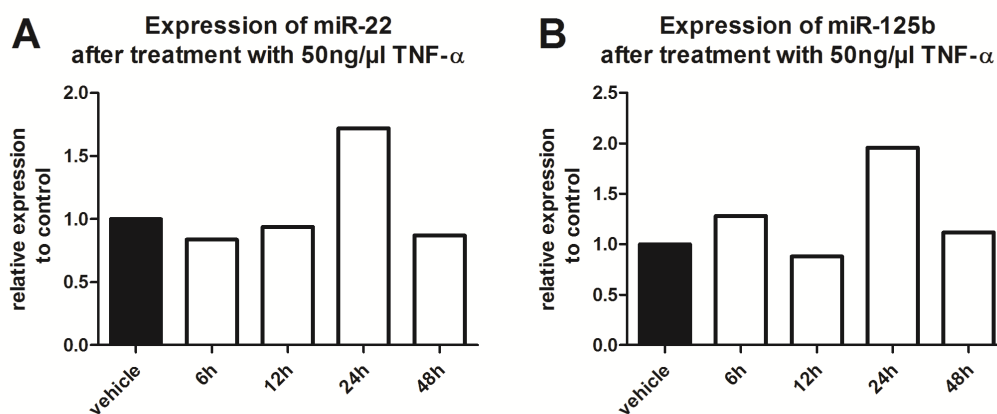 A
Expression of miR-22
after treatment with 50ng/µl TNF-α
relative expression
to control
2.0
1.5
1.0
0.5
0.0
vehicle
6h
12h
24h
48h
B
Expression of miR-125b
after treatment with 50ng/µl TNF-α
relative expression
to control
2.5
2.0
1.5
1.0
0.5
0.0
vehicle
6h
12h
24h
48h